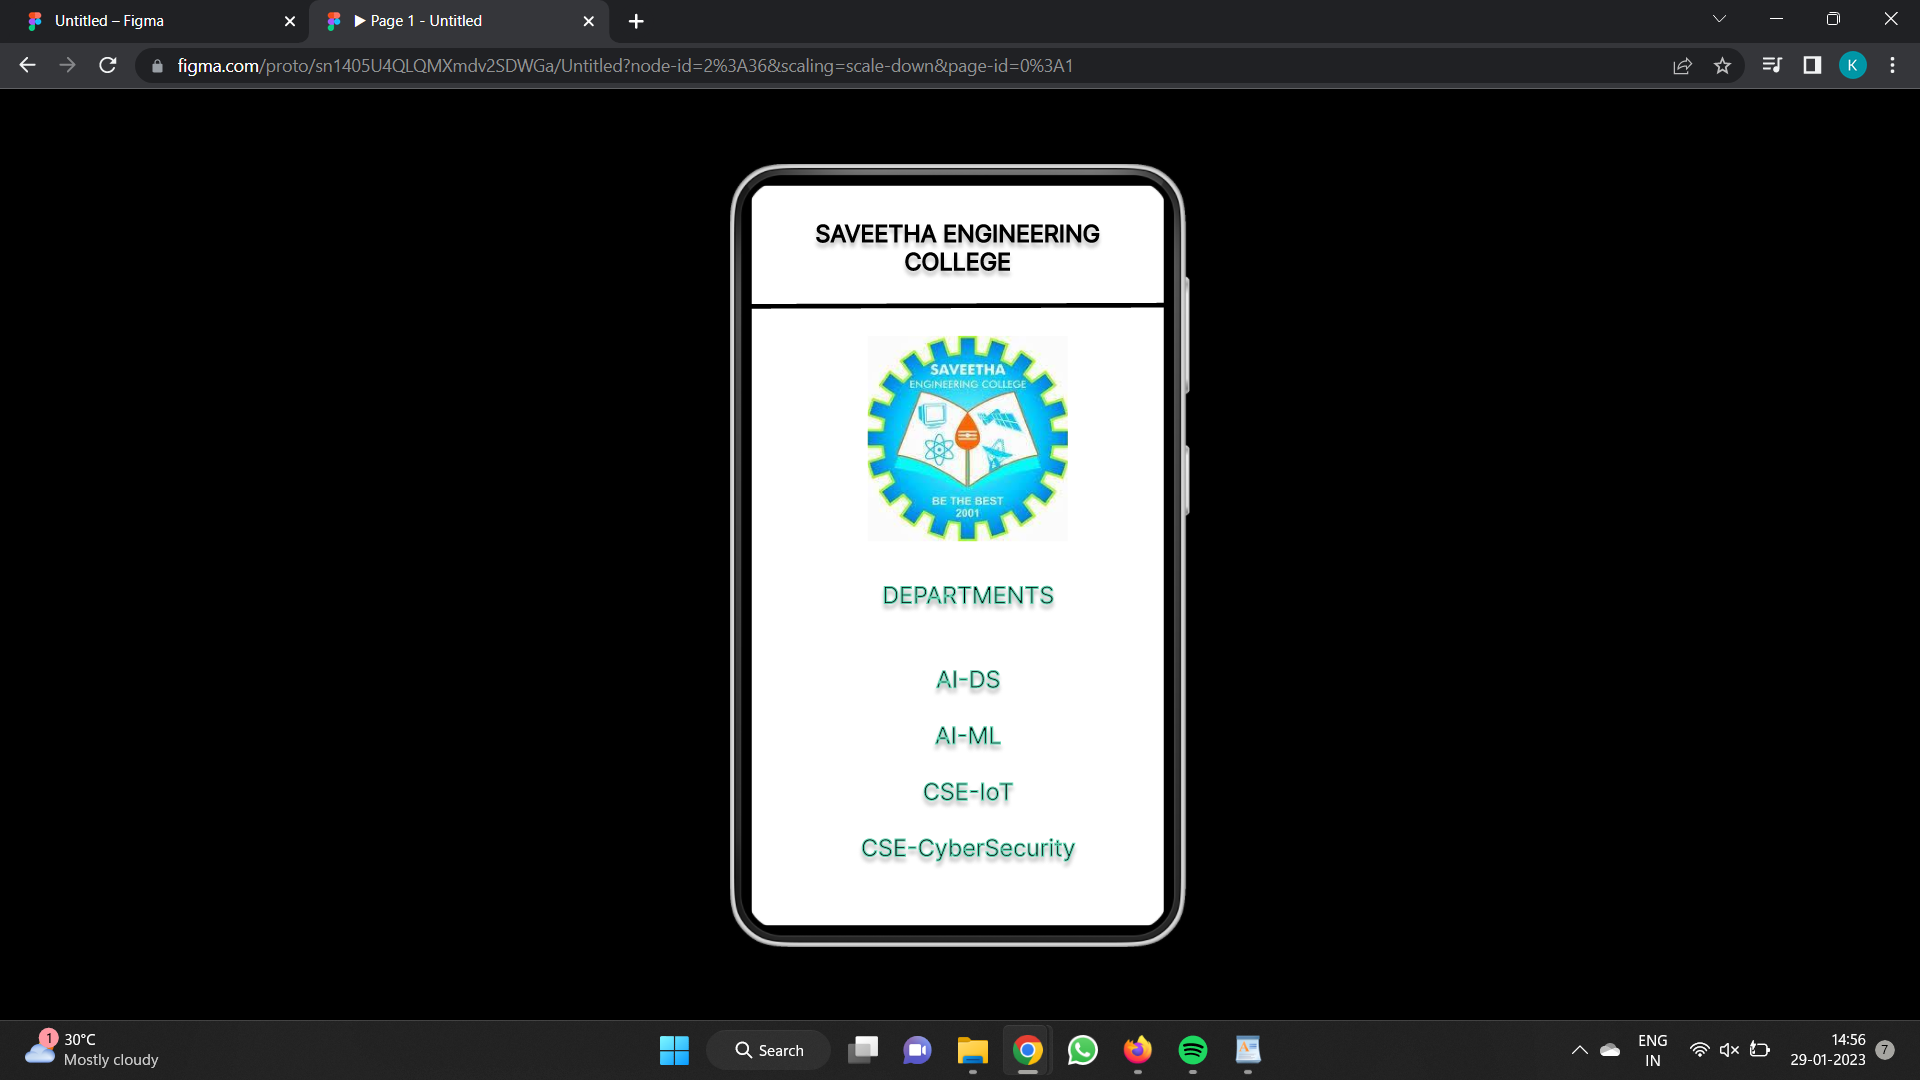 Untitled – Figma
Page 1 - Untitled
figma.com/proto/sn1405U4QLQMXmdv2SDWGa/Untitled?node-id=2%3A36&scaling=scale-down&page-id=0%3A1
K
SAVEETHA ENGINEERING
COLLEGE
SAVEETHA
ENGINEERING COLLEGE
BE THE BEST
2001
DEPARTMENTS
AI-DS
AI-ML
CSE-IoT
CSE-CyberSecurity
1
30°C
Mostly cloudy
Search
ENG
IN
14:56
29-01-2023
7